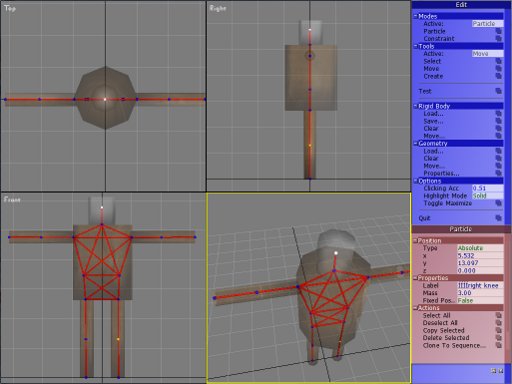 Top
Right
Front
Edit
Modes
Active: Particle
Particle
Constraint
Tools
Active: Move
Select
Move
Create
Test
Rigid Body
Load...
Save...
Clear
Move...
Geometry
Load...
Clear
Move...
Properties...
Options
Clicking Acc 0.51
Highlight Mode Solid
Toggle Maximize
Quit
Particle
Position
Type Absolute
x 5.532
y 13.097
z 0.000
Properties
Label right knee
Mass 3.00
Fixed Pos.. False
Actions
Select All
Deselect All
Copy Selected
Delete Selected
Clone To Sequence...